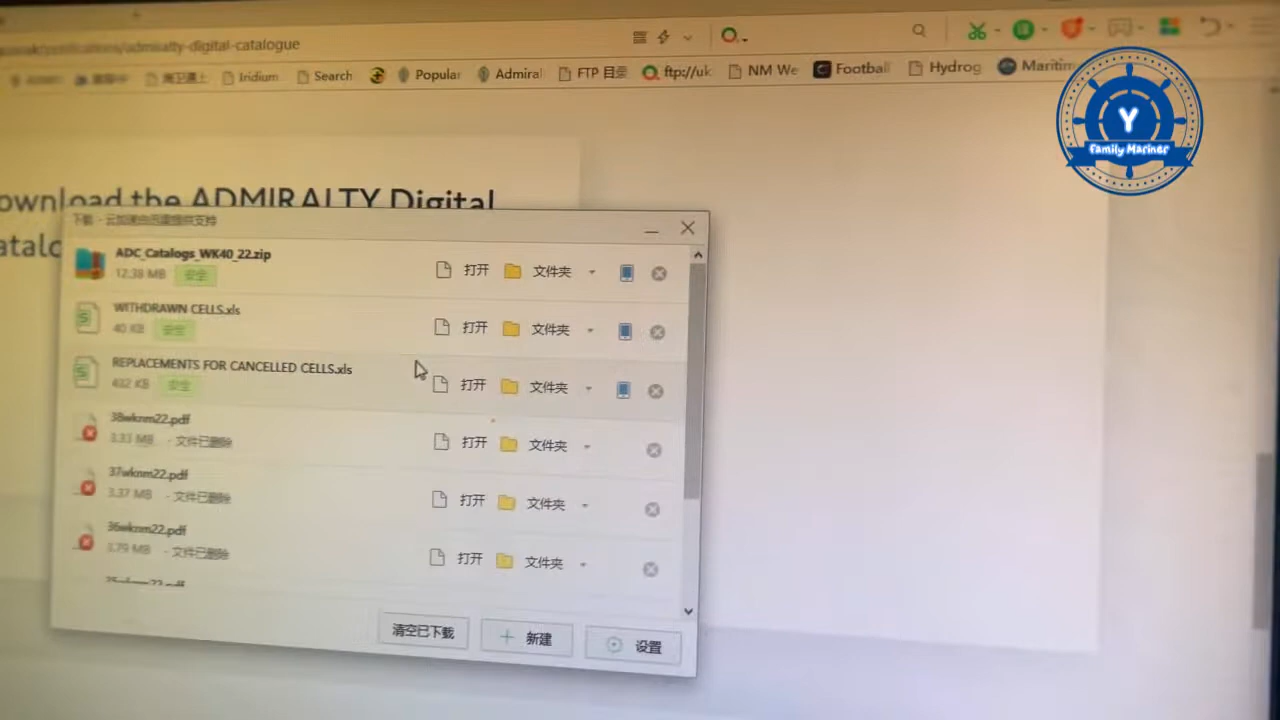 /admiralty-digital-catalogue
Iridium
Search
Popular
Admiral
FTP 目录
ftp://uk
NM We
Football
Hydrog
Maritim
Y
Family Mariner
ownload the ADMIRALTY Digital
atalo
ADC_Catalogs_WK40_22.zip
12.38 MB 安全
打开 文件夹
WITHDRAWN CELLS.xls
40 KB 安全
打开 文件夹
REPLACEMENTS FOR CANCELLED CELLS.xls
432 KB 安全
打开 文件夹
38wknm22.pdf
3.33 MB - 文件已删除
打开 文件夹
37wknm22.pdf
3.37 MB - 文件已删除
打开 文件夹
36wknm22.pdf
3.79 MB - 文件已删除
打开 文件夹
清空已下载
新建
设置